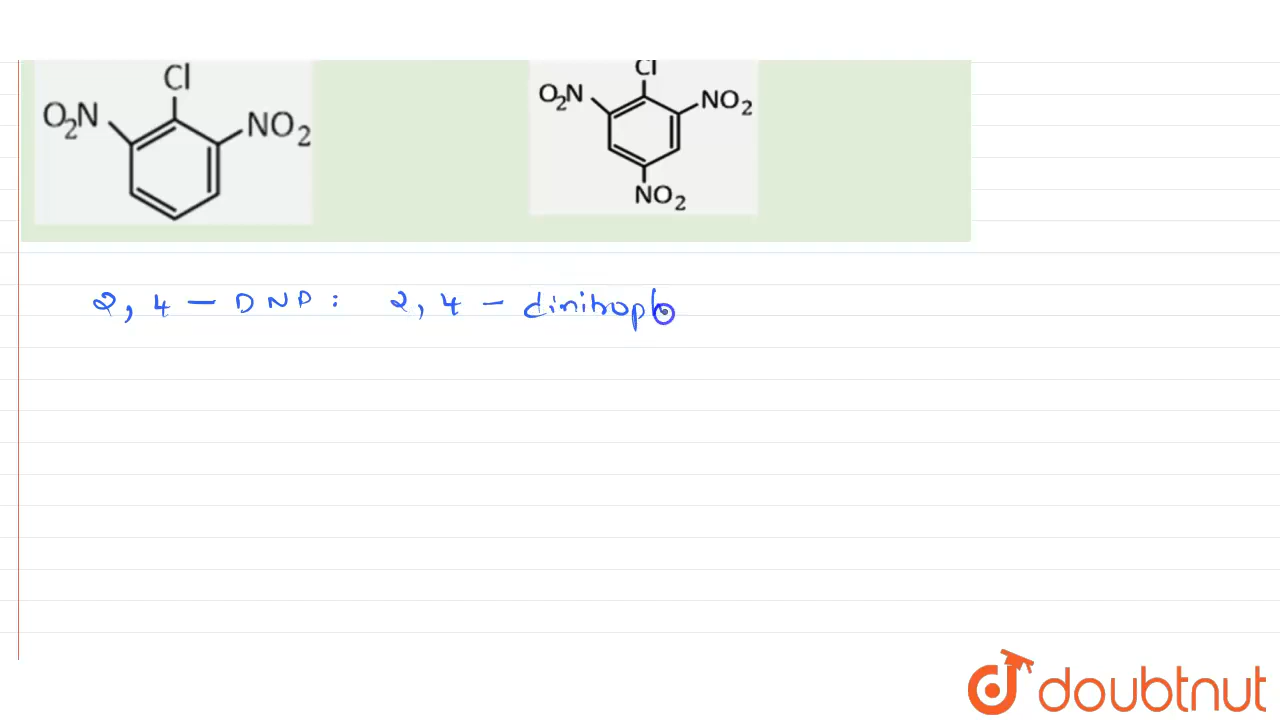 Cl
O2N
NO2
Cl
O2N
NO2
NO2
2, 4 - DNP : 2, 4 - dinitroph
doubtnut